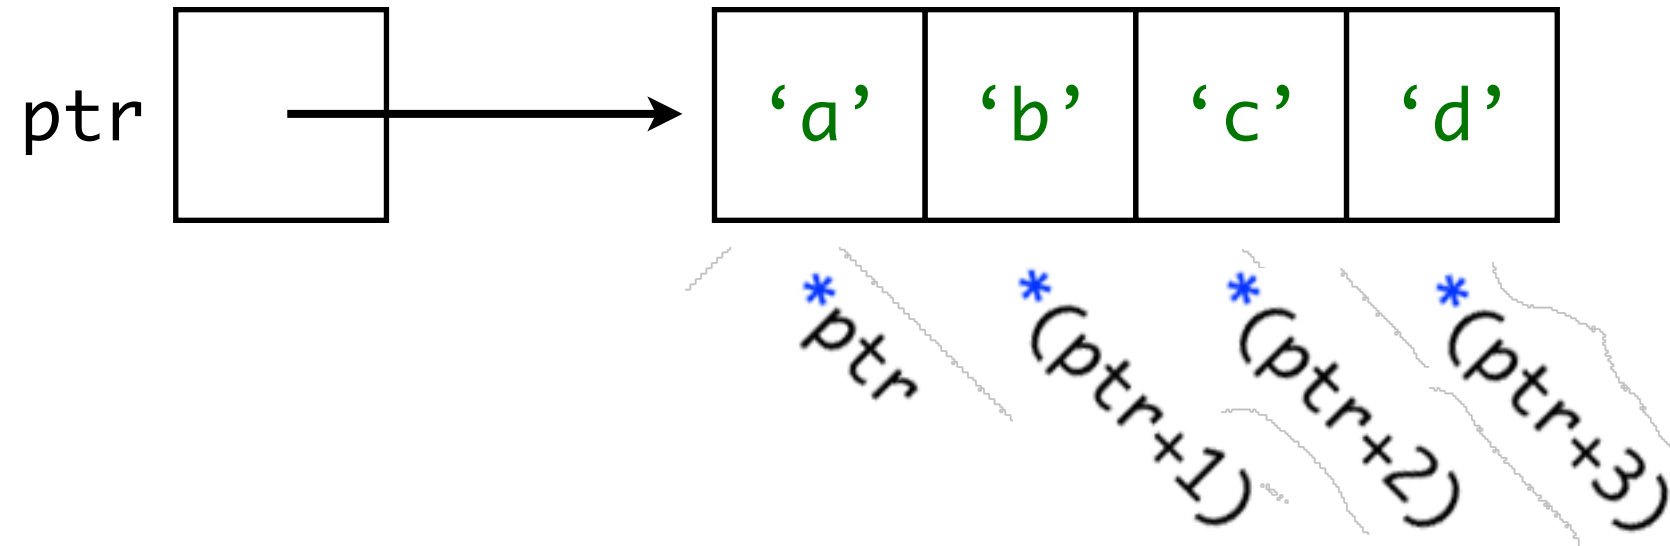 ptr ‘a’ ‘b’ ‘c’ ‘d’
*ptr *(ptr+1) *(ptr+2) *(ptr+3)